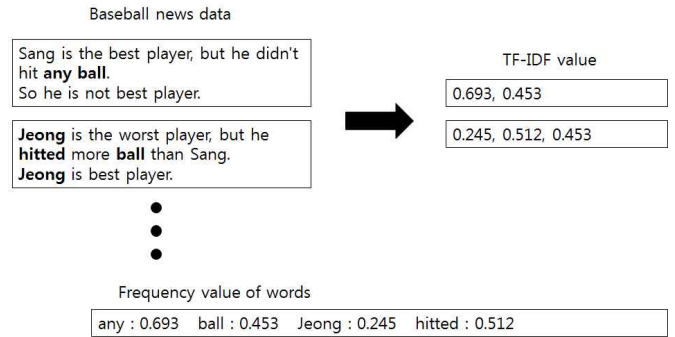 Baseball news data
Sang is the best player, but he didn't
hit any ball.
So he is not best player.
TF-IDF value
0.693, 0.453
Jeong is the worst player, but he
hitted more ball than Sang.
Jeong is best player.
0.245, 0.512, 0.453
Frequency value of words
any : 0.693 ball : 0.453 Jeong : 0.245 hitted : 0.512